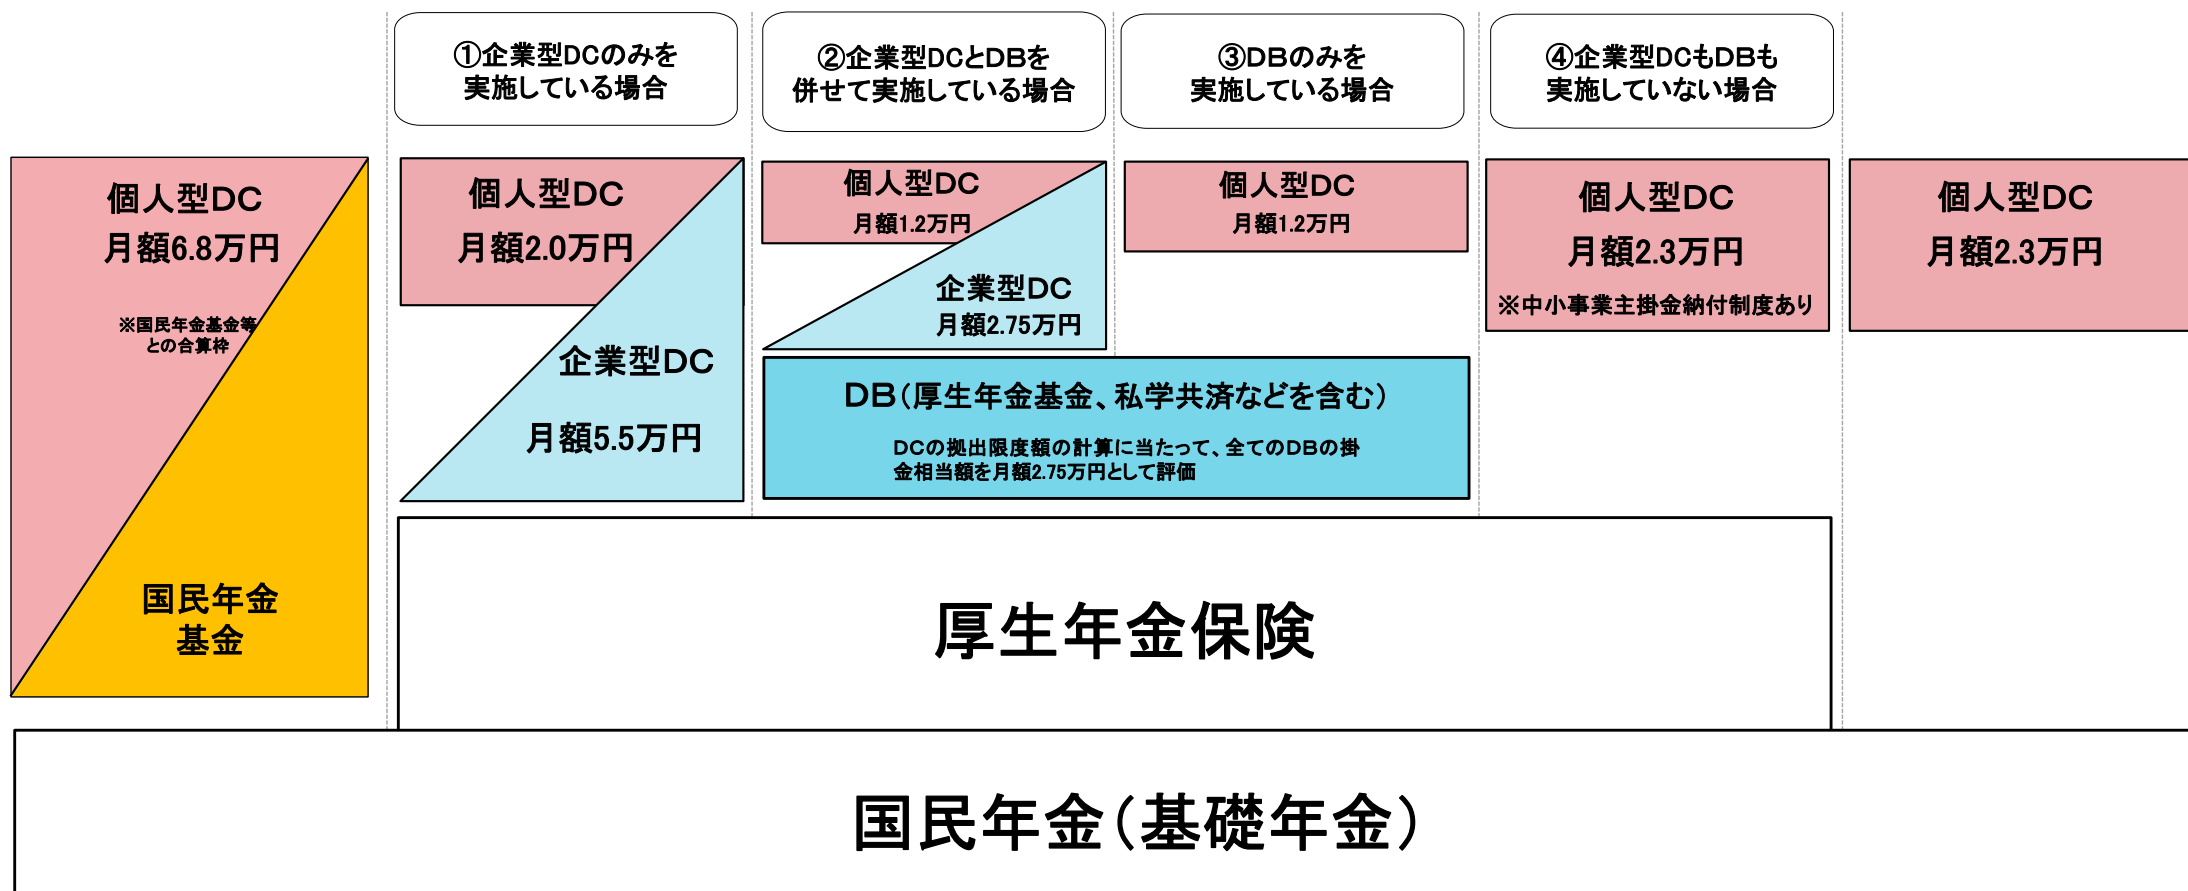 ①企業型DCのみを
実施している場合
②企業型DCとDBを
併せて実施している場合
③DBのみを
実施している場合
④企業型DCもDBも
実施していない場合
個人型DC
月額6.8万円
※国民年金基金等
との合算枠
国民年金
基金
個人型DC
月額2.0万円
企業型DC
月額5.5万円
個人型DC
月額1.2万円
企業型DC
月額2.75万円
個人型DC
月額1.2万円
DB（厚生年金基金、私学共済などを含む）
DCの拠出限度額の計算に当たって、全てのDBの掛
金相当額を月額2.75万円として評価
個人型DC
月額2.3万円
※中小事業主掛金納付制度あり
個人型DC
月額2.3万円
厚生年金保険
国民年金（基礎年金）